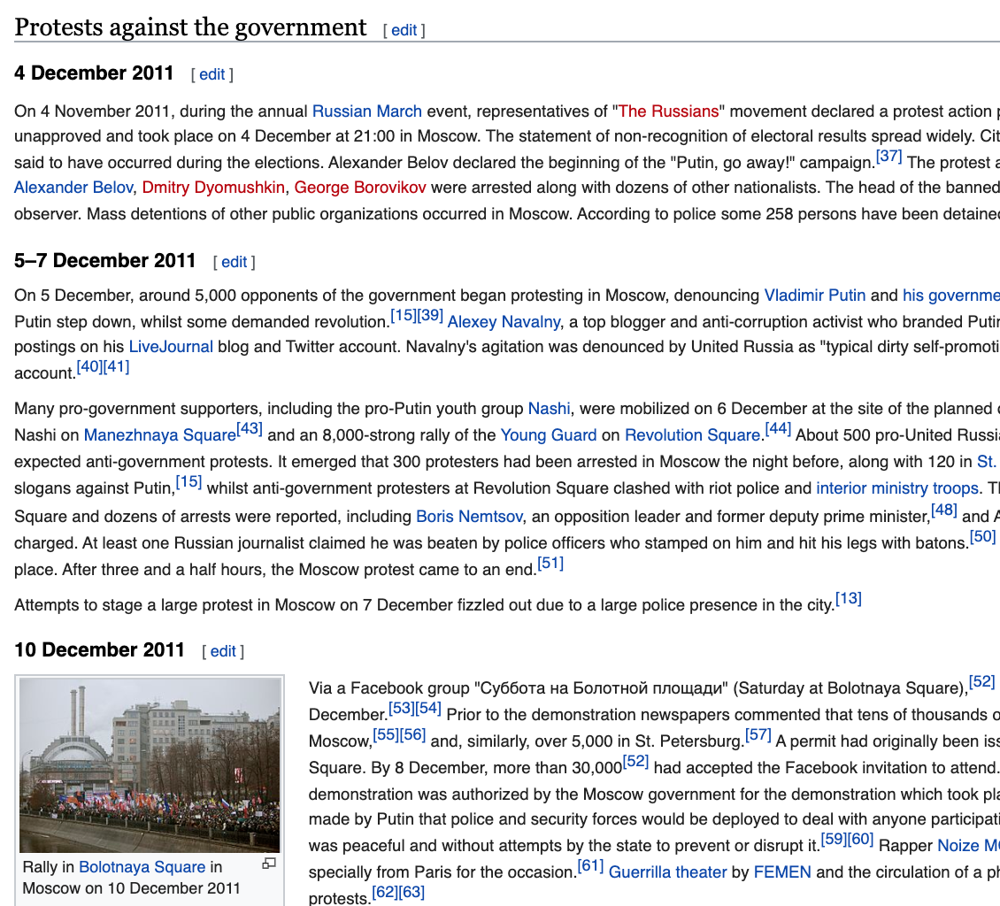 Protests against the government [ edit ]
4 December 2011 [ edit ]
On 4 November 2011, during the annual Russian March event, representatives of "The Russians" movement declared a protest action
unapproved and took place on 4 December at 21:00 in Moscow. The statement of non-recognition of electoral results spread widely. Cit
said to have occurred during the elections. Alexander Belov declared the beginning of the "Putin, go away!" campaign.[37] The protest a
Alexander Belov, Dmitry Dyomushkin, George Borovikov were arrested along with dozens of other nationalists. The head of the banned
observer. Mass detentions of other public organizations occurred in Moscow. According to police some 258 persons have been detaine
5–7 December 2011 [ edit ]
On 5 December, around 5,000 opponents of the government began protesting in Moscow, denouncing Vladimir Putin and his governme
Putin step down, whilst some demanded revolution.[15][39] Alexey Navalny, a top blogger and anti-corruption activist who branded Putin
postings on his LiveJournal blog and Twitter account. Navalny's agitation was denounced by United Russia as "typical dirty self-promoti
account.[40][41]
Many pro-government supporters, including the pro-Putin youth group Nashi, were mobilized on 6 December at the site of the planned
Nashi on Manezhnaya Square[43] and an 8,000-strong rally of the Young Guard on Revolution Square.[44] About 500 pro-United Russi
expected anti-government protests. It emerged that 300 protesters had been arrested in Moscow the night before, along with 120 in St.
slogans against Putin,[15] whilst anti-government protesters at Revolution Square clashed with riot police and interior ministry troops. T
Square and dozens of arrests were reported, including Boris Nemtsov, an opposition leader and former deputy prime minister,[48] and A
charged. At least one Russian journalist claimed he was beaten by police officers who stamped on him and hit his legs with batons.[50]
place. After three and a half hours, the Moscow protest came to an end.[51]
Attempts to stage a large protest in Moscow on 7 December fizzled out due to a large police presence in the city.[13]
10 December 2011 [ edit ]
Via a Facebook group "Суббота на Болотной площади" (Saturday at Bolotnaya Square),[52]
December.[53][54] Prior to the demonstration newspapers commented that tens of thousands o
Moscow,[55][56] and, similarly, over 5,000 in St. Petersburg.[57] A permit had originally been iss
Square. By 8 December, more than 30,000[52] had accepted the Facebook invitation to attend.
demonstration was authorized by the Moscow government for the demonstration which took pla
made by Putin that police and security forces would be deployed to deal with anyone participati
was peaceful and without attempts by the state to prevent or disrupt it.[59][60] Rapper Noize M
specially from Paris for the occasion.[61] Guerrilla theater by FEMEN and the circulation of a ph
protests.[62][63]
Rally in Bolotnaya Square in
Moscow on 10 December 2011